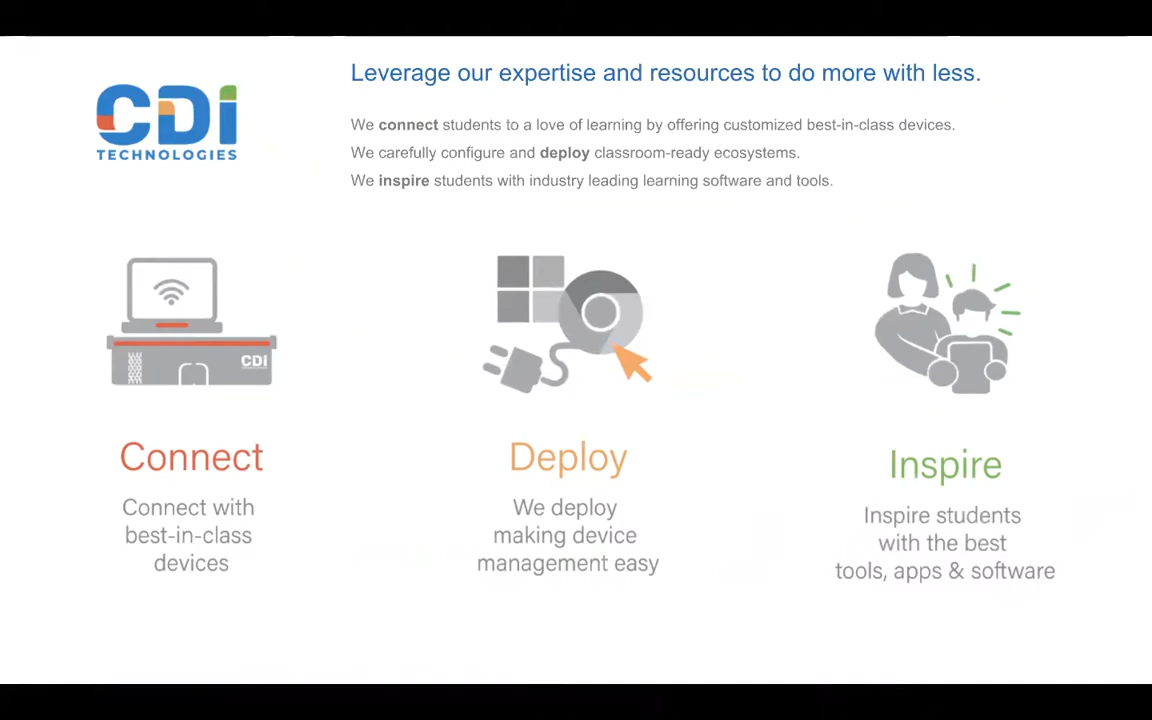 CDI
TECHNOLOGIES
Leverage our expertise and resources to do more with less.
We connect students to a love of learning by offering customized best-in-class devices.
We carefully configure and deploy classroom-ready ecosystems.
We inspire students with industry leading learning software and tools.
CDI
Connect
Connect with
best-in-class
devices
Deploy
We deploy
making device
management easy
Inspire
Inspire students
with the best
tools, apps & software